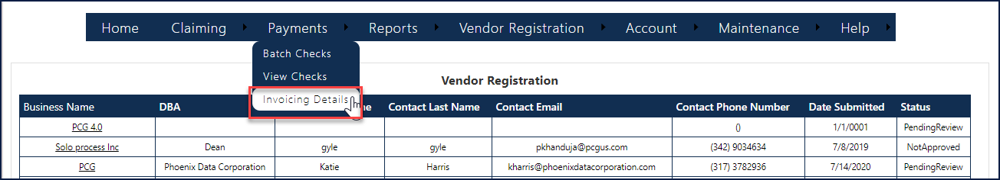 Home Claiming Payments Reports Vendor Registration Account Maintenance Help
Batch Checks
View Checks
Invoicing Details
Vendor Registration
Business Name DBA Contact Last Name Contact Email Contact Phone Number Date Submitted Status
PCG 4.0 () 1/1/0001 PendingReview
Solo process Inc Dean gyle gyle pkhanduja@pcgus.com (342) 9034634 7/8/2019 NotApproved
PCG Phoenix Data Corporation Katie Harris kharris@phoenixdatacorporation.com (317) 3782936 7/14/2020 PendingReview